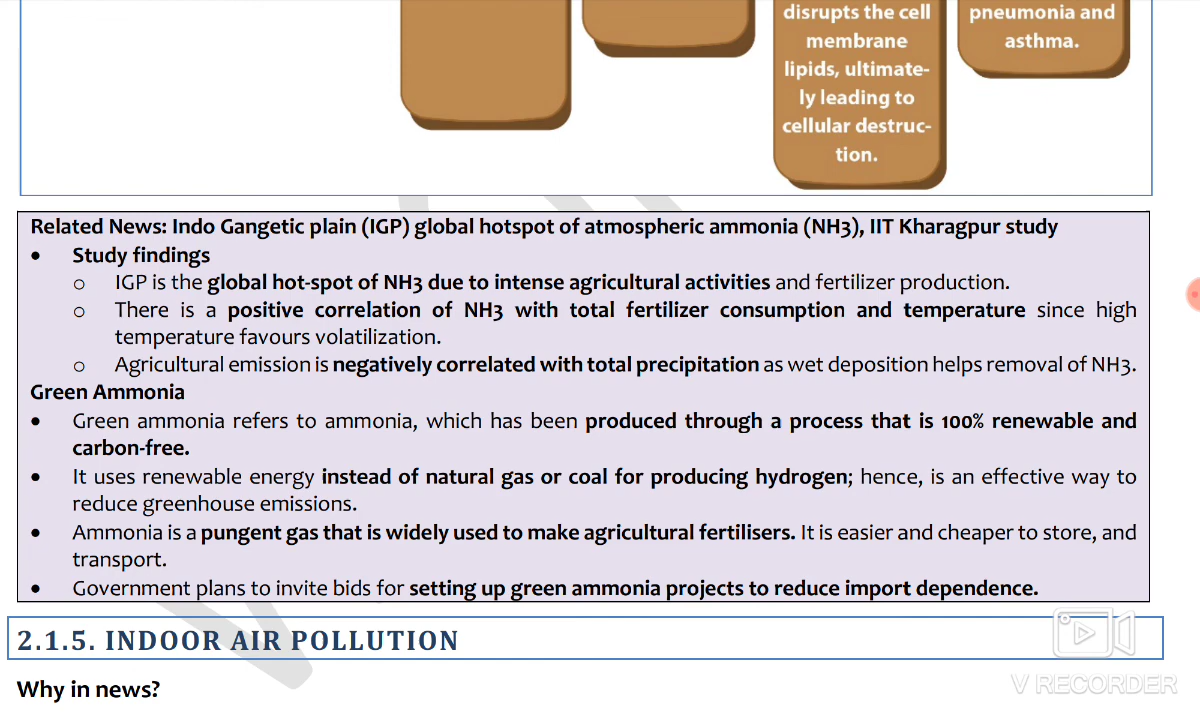 disrupts the cell
membrane
lipids, ultimate-
ly leading to
cellular destruc-
tion.
pneumonia and
asthma.
Related News: Indo Gangetic plain (IGP) global hotspot of atmospheric ammonia (NH3), IIT Kharagpur study
• Study findings
o IGP is the global hot-spot of NH3 due to intense agricultural activities and fertilizer production.
o There is a positive correlation of NH3 with total fertilizer consumption and temperature since high
temperature favours volatilization.
o Agricultural emission is negatively correlated with total precipitation as wet deposition helps removal of NH3.
Green Ammonia
• Green ammonia refers to ammonia, which has been produced through a process that is 100% renewable and
carbon-free.
• It uses renewable energy instead of natural gas or coal for producing hydrogen; hence, is an effective way to
reduce greenhouse emissions.
• Ammonia is a pungent gas that is widely used to make agricultural fertilisers. It is easier and cheaper to store, and
transport.
• Government plans to invite bids for setting up green ammonia projects to reduce import dependence.
2.1.5. INDOOR AIR POLLUTION
Why in news?
V RECORDER